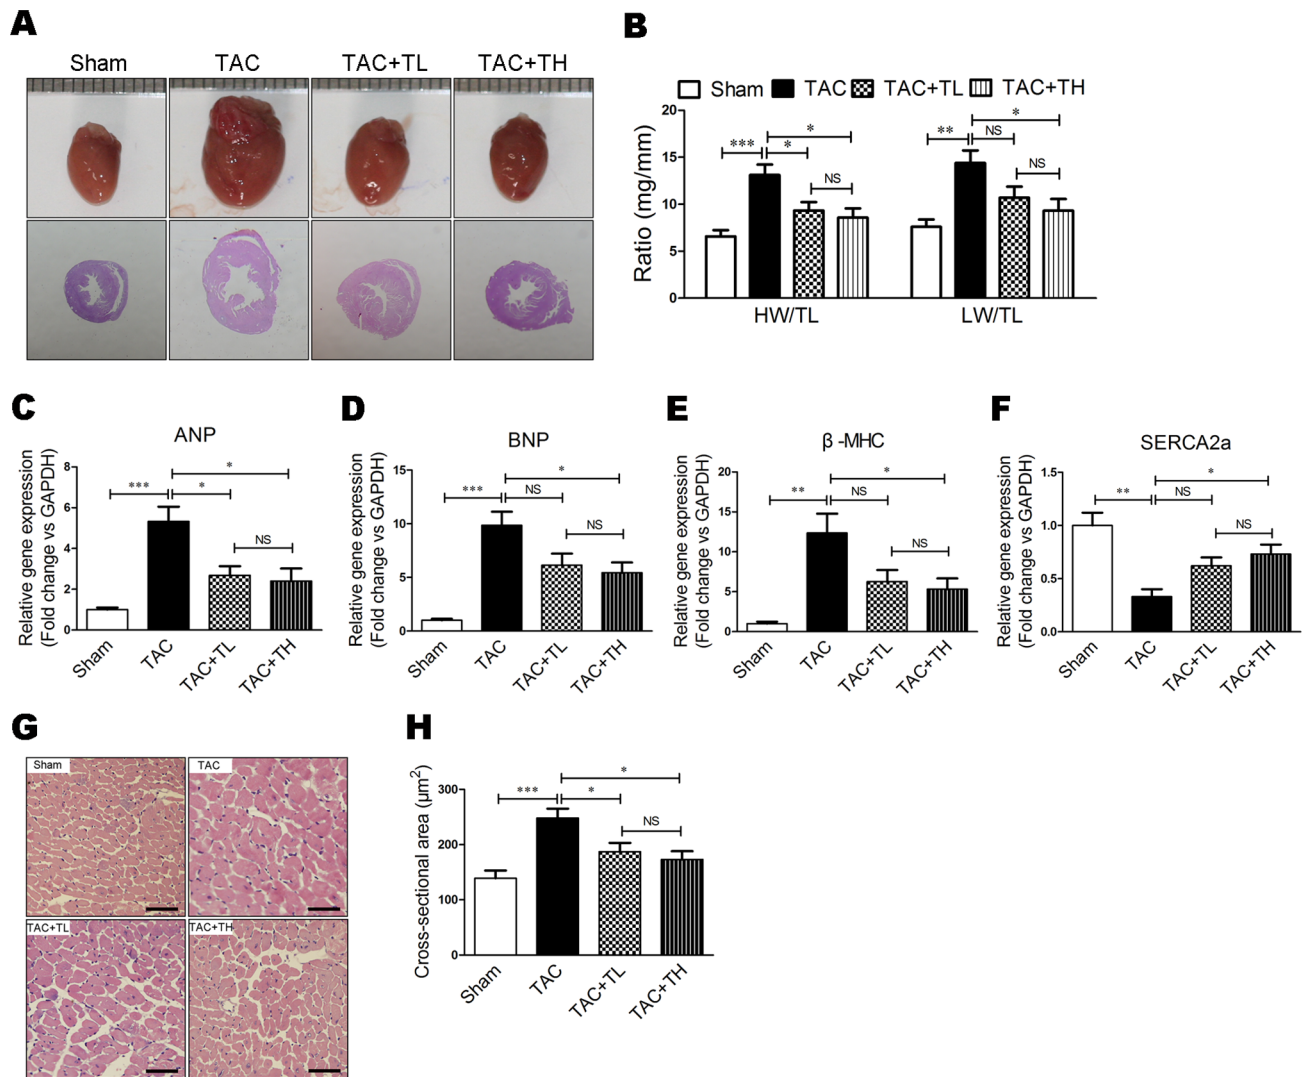 A
Sham TAC TAC+TL TAC+TH
B
Sham TAC TAC+TL TAC+TH
Ratio (mg/mm)
20
15
10
5
0
*** * * NS
** NS * NS
HW/TL LW/TL
C
ANP
Relative gene expression
(Fold change vs GAPDH)
8
6
4
2
0
*
*** *
NS
Sham TAC TAC+TL TAC+TH
D
BNP
Relative gene expression
(Fold change vs GAPDH)
15
10
5
0
*
*** NS
NS
Sham TAC TAC+TL TAC+TH
E
β -MHC
Relative gene expression
(Fold change vs GAPDH)
20
15
10
5
0
*
** NS
NS
Sham TAC TAC+TL TAC+TH
F
SERCA2a
Relative gene expression
(Fold change vs GAPDH)
1.5
1.0
0.5
0.0
*
** NS
NS
Sham TAC TAC+TL TAC+TH
G
Sham TAC
TAC+TL TAC+TH
H
Cross-sectional area (μm²)
300
200
100
0
*
*** *
NS
Sham TAC TAC+TL TAC+TH